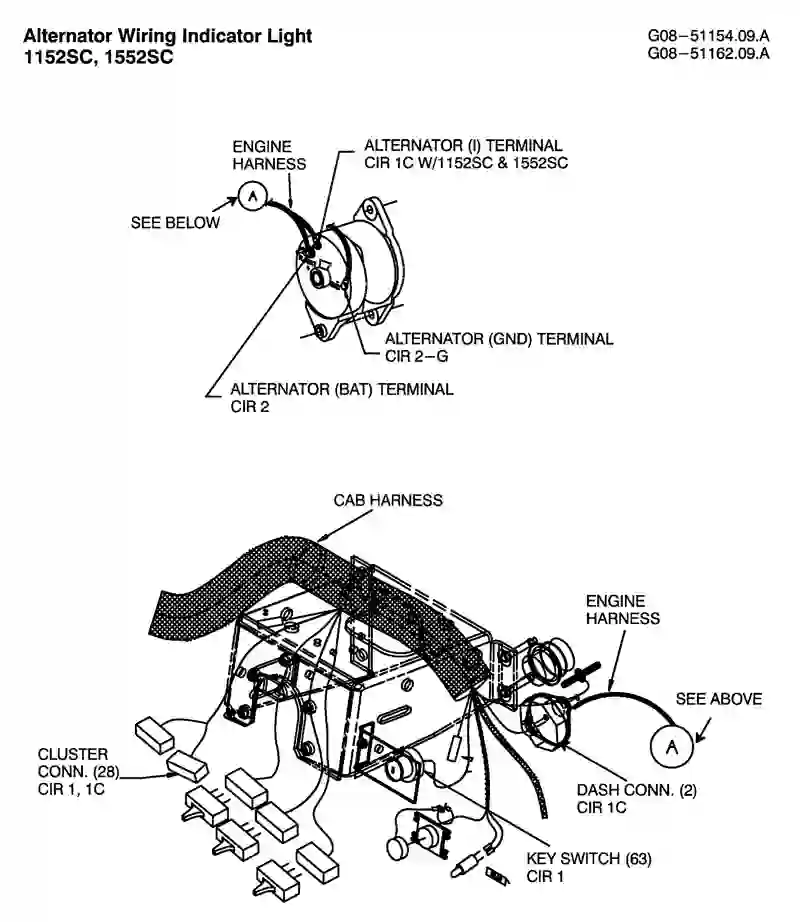 Alternator Wiring Indicator Light
1152SC, 1552SC
G08-51154.09.A
G08-51162.09.A
ENGINE
HARNESS
ALTERNATOR (I) TERMINAL
CIR 1C W/1152SC & 1552SC
A
SEE BELOW
ALTERNATOR (GND) TERMINAL
CIR 2-G
ALTERNATOR (BAT) TERMINAL
CIR 2
CAB HARNESS
ENGINE
HARNESS
SEE ABOVE
A
CLUSTER
CONN. (28)
CIR 1, 1C
DASH CONN. (2)
CIR 1C
KEY SWITCH (63)
CIR 1